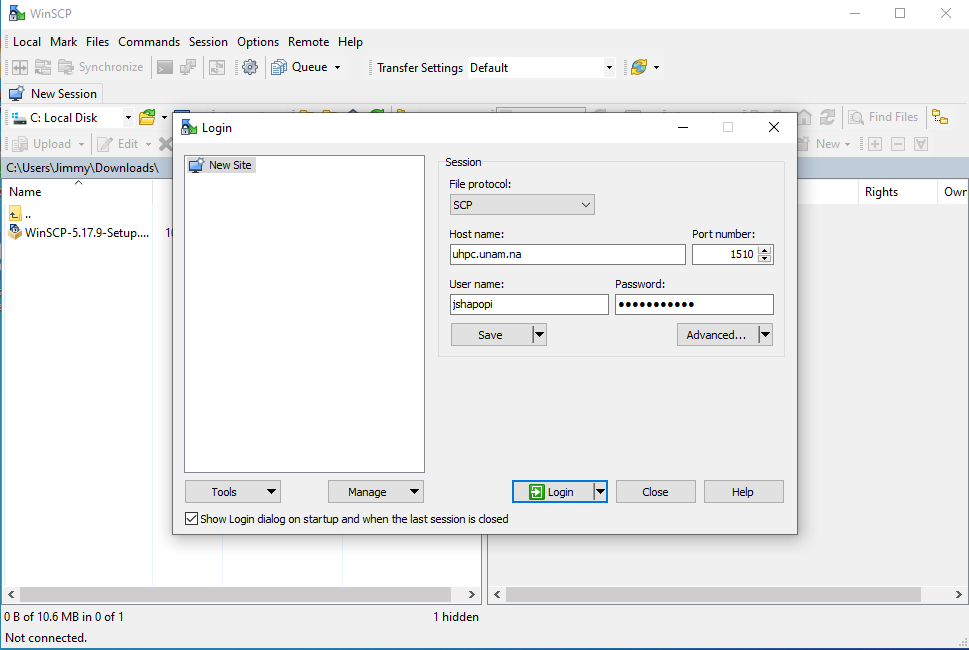 WinSCP
Local Mark Files Commands Session Options Remote Help
Synchronize Queue Transfer Settings Default
New Session
C: Local Disk Find Files
Upload Edit New
C:\Users\Jimmy\Downloads\
Name Rights Own
..
WinSCP-5.17.9-Setup....
Login
New Site
Session
File protocol:
SCP
Host name: Port number:
uhpc.unam.na 1510
User name: Password:
jshapopi ●●●●●●●●●●●
Save Advanced...
Tools Manage Login Close Help
Show Login dialog on startup and when the last session is closed
0 B of 10.6 MB in 0 of 1 1 hidden
Not connected.